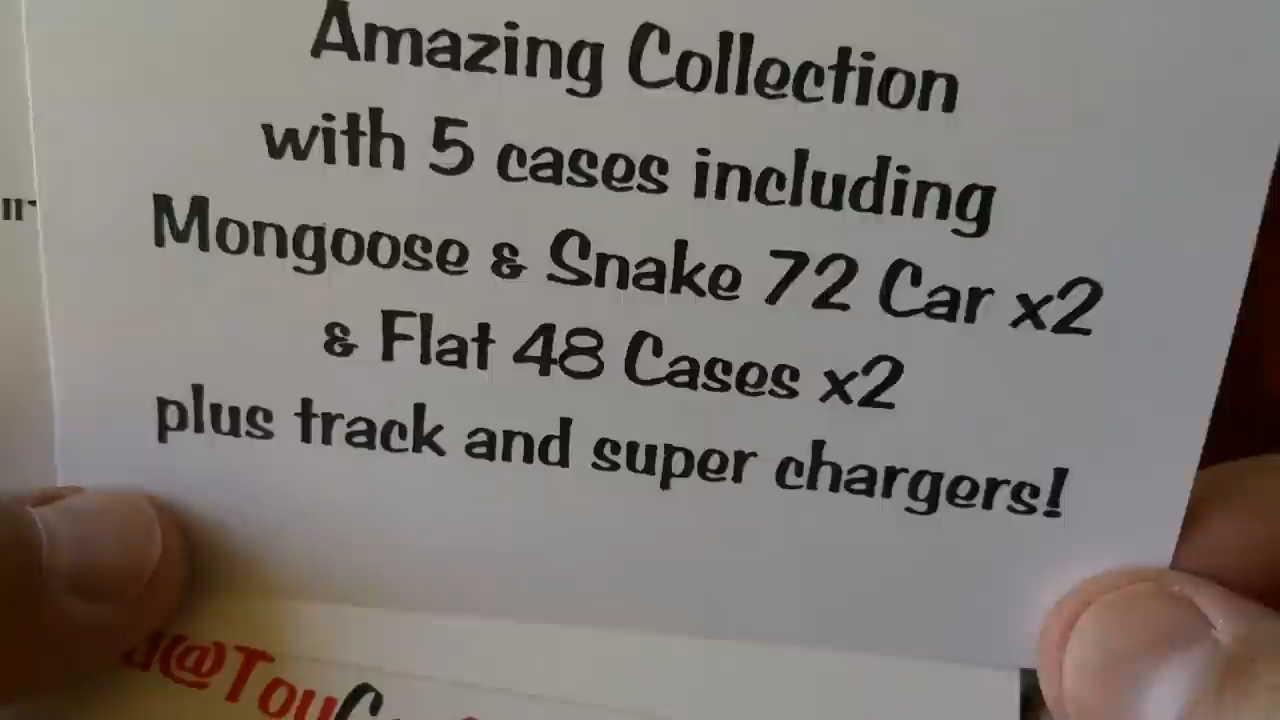 Amazing Collection
with 5 cases including
Mongoose & Snake 72 Car x2
& Flat 48 Cases x2
plus track and super chargers!